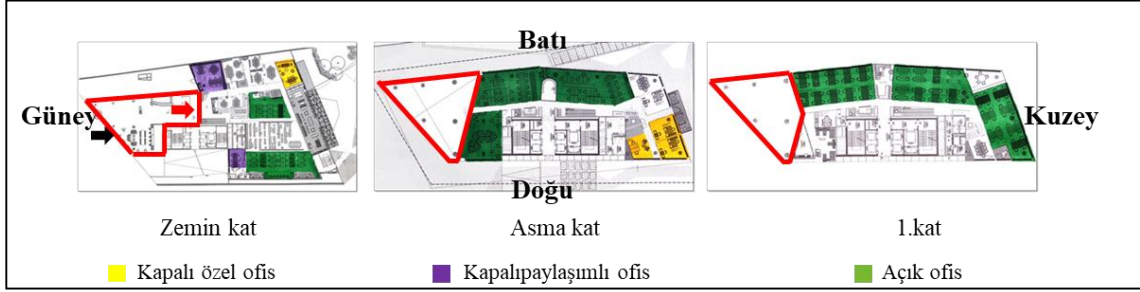 Batı
Güney
Kuzey
Doğu
Zemin kat
Asma kat
1.kat
Kapalı özel ofis
Kapalıpaylaşımlı ofis
Açık ofis